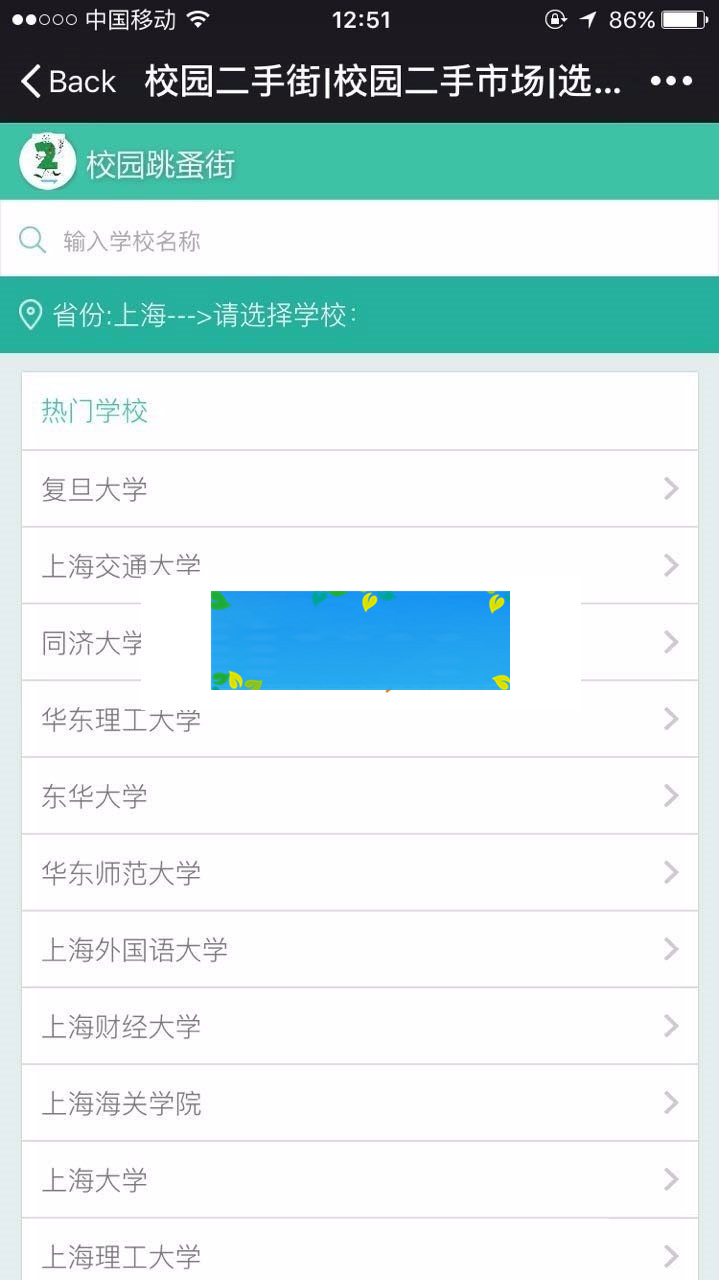 中国移动 12:51 86%
Back 校园二手街|校园二手市场|选...
校园跳蚤街
输入学校名称
省份:上海--->请选择学校:
热门学校
复旦大学
上海交通大学
同济大学
华东理工大学
东华大学
华东师范大学
上海外国语大学
上海财经大学
上海海关学院
上海大学
上海理工大学